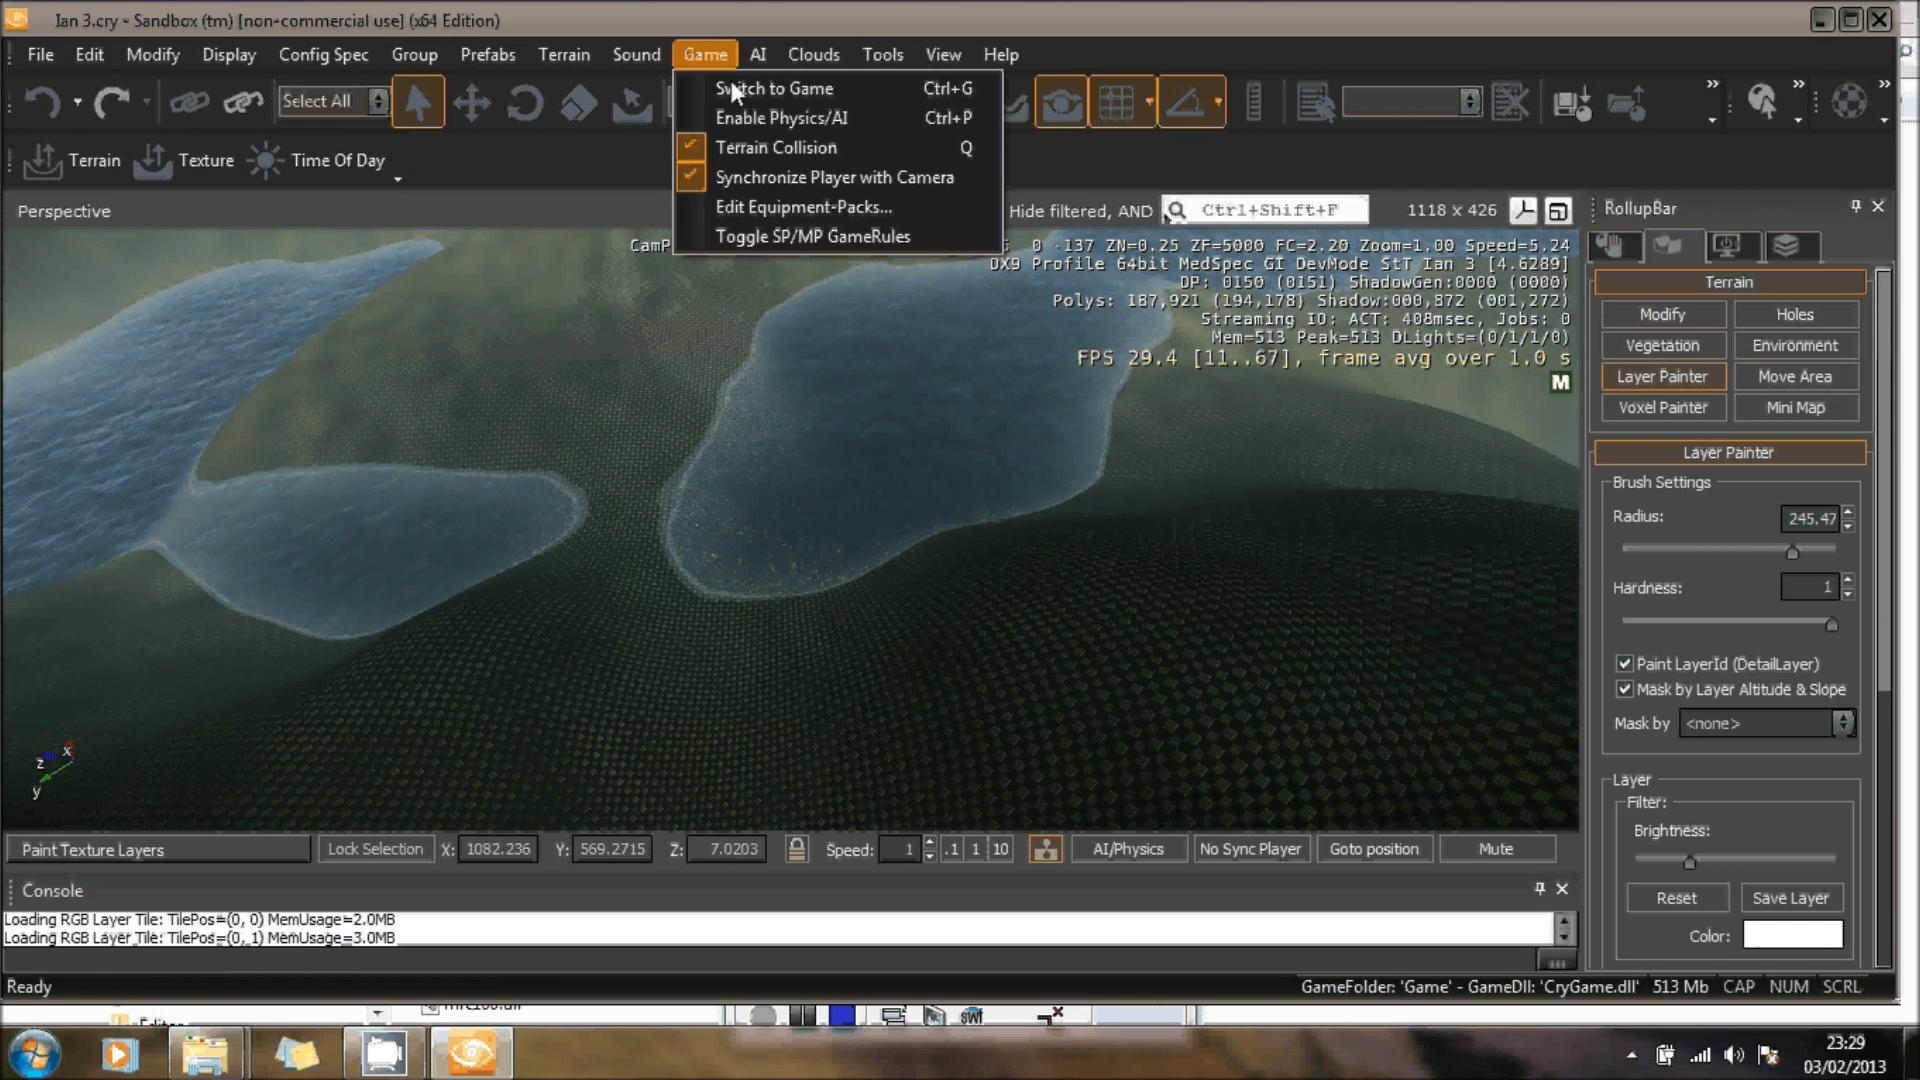 Ian 3.cry - Sandbox (tm) [non-commercial use] (x64 Edition)
File Edit Modify Display Config Spec Group Prefabs Terrain Sound Game AI Clouds Tools View Help
Select All
Switch to Game Ctrl+G
Enable Physics/AI Ctrl+P
Terrain Collision Q
Synchronize Player with Camera
Edit Equipment-Packs...
Toggle SP/MP GameRules
Terrain Texture Time Of Day
Perspective
Hide filtered, AND Ctrl+Shift+F 1118 x 426
RollupBar
CamP 0 -137 ZN=0.25 ZF=5000 FC=2.20 Zoom=1.00 Speed=5.24
DX9 Profile 64bit MedSpec GI DevMode StT Ian 3 [4.6289]
DP: 0150 (0151) ShadowGen:0000 (0000)
Polys: 187,921 (194,178) Shadow:000,872 (001,272)
Streaming IO: ACT: 408msec, Jobs: 0
Mem=513 Peak=513 DLights=(0/1/1/0)
FPS 29.4 [11..67], frame avg over 1.0 s
M
Terrain
Modify Holes
Vegetation Environment
Layer Painter Move Area
Voxel Painter Mini Map
Layer Painter
Brush Settings
Radius: 245.47
Hardness: 1
Paint LayerId (DetailLayer)
Mask by Layer Altitude & Slope
Mask by <none>
Layer
Filter:
Brightness:
Reset Save Layer
Color:
z x
y
Paint Texture Layers Lock Selection X: 1082.236 Y: 569.2715 Z: 7.0203 Speed: 1 .1 1 10 AI/Physics No Sync Player Goto position Mute
Console
Loading RGB Layer Tile: TilePos=(0, 0) MemUsage=2.0MB
Loading RGB Layer Tile: TilePos=(0, 1) MemUsage=3.0MB
Ready GameFolder: 'Game' - GameDll: 'CryGame.dll' 513 Mb CAP NUM SCRL
swf
23:29
03/02/2013